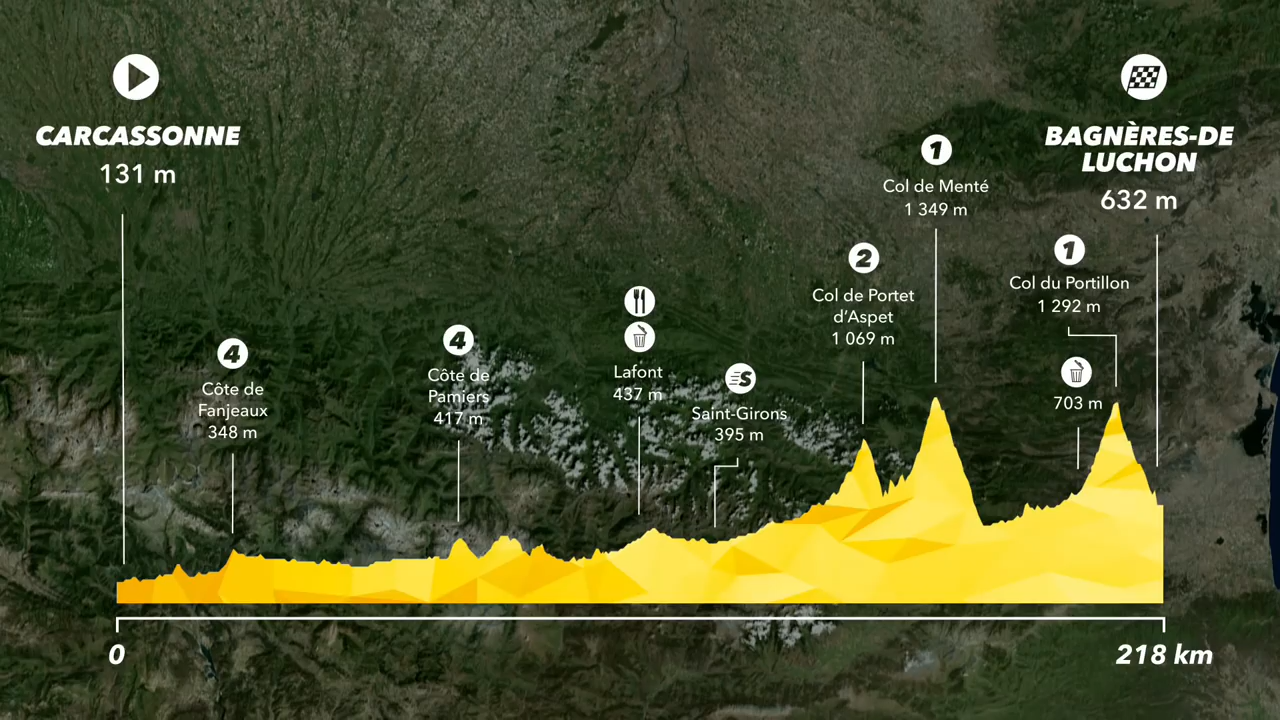 CARCASSONNE
131 m
4
Côte de
Fanjeaux
348 m
4
Côte de
Pamiers
417 m
Lafont
437 m
S
Saint-Girons
395 m
2
Col de Portet
d'Aspet
1 069 m
1
Col de Menté
1 349 m
1
Col du Portillon
1 292 m
703 m
BAGNÈRES-DE
LUCHON
632 m
0
218 km